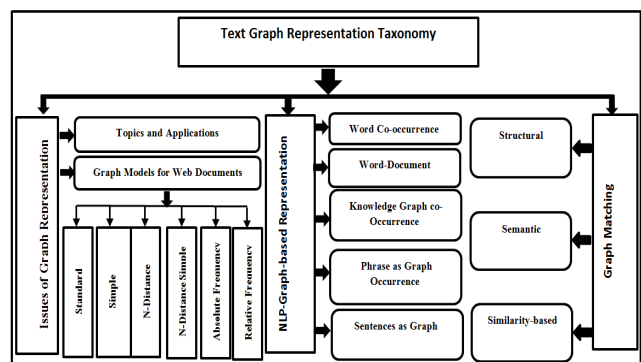 Text Graph Representation Taxonomy
Issues of Graph Representation
Topics and Applications
Graph Models for Web Documents
Standard
Simple
N-Distance
N-Distance Simple
Absolute Frequency
Relative Frequency
NLP-Graph-based Representation
Word Co-occurrence
Word-Document
Knowledge Graph co-
Occurrence
Phrase as Graph
Occurrence
Sentences as Graph
Structural
Semantic
Similarity-based
Graph Matching